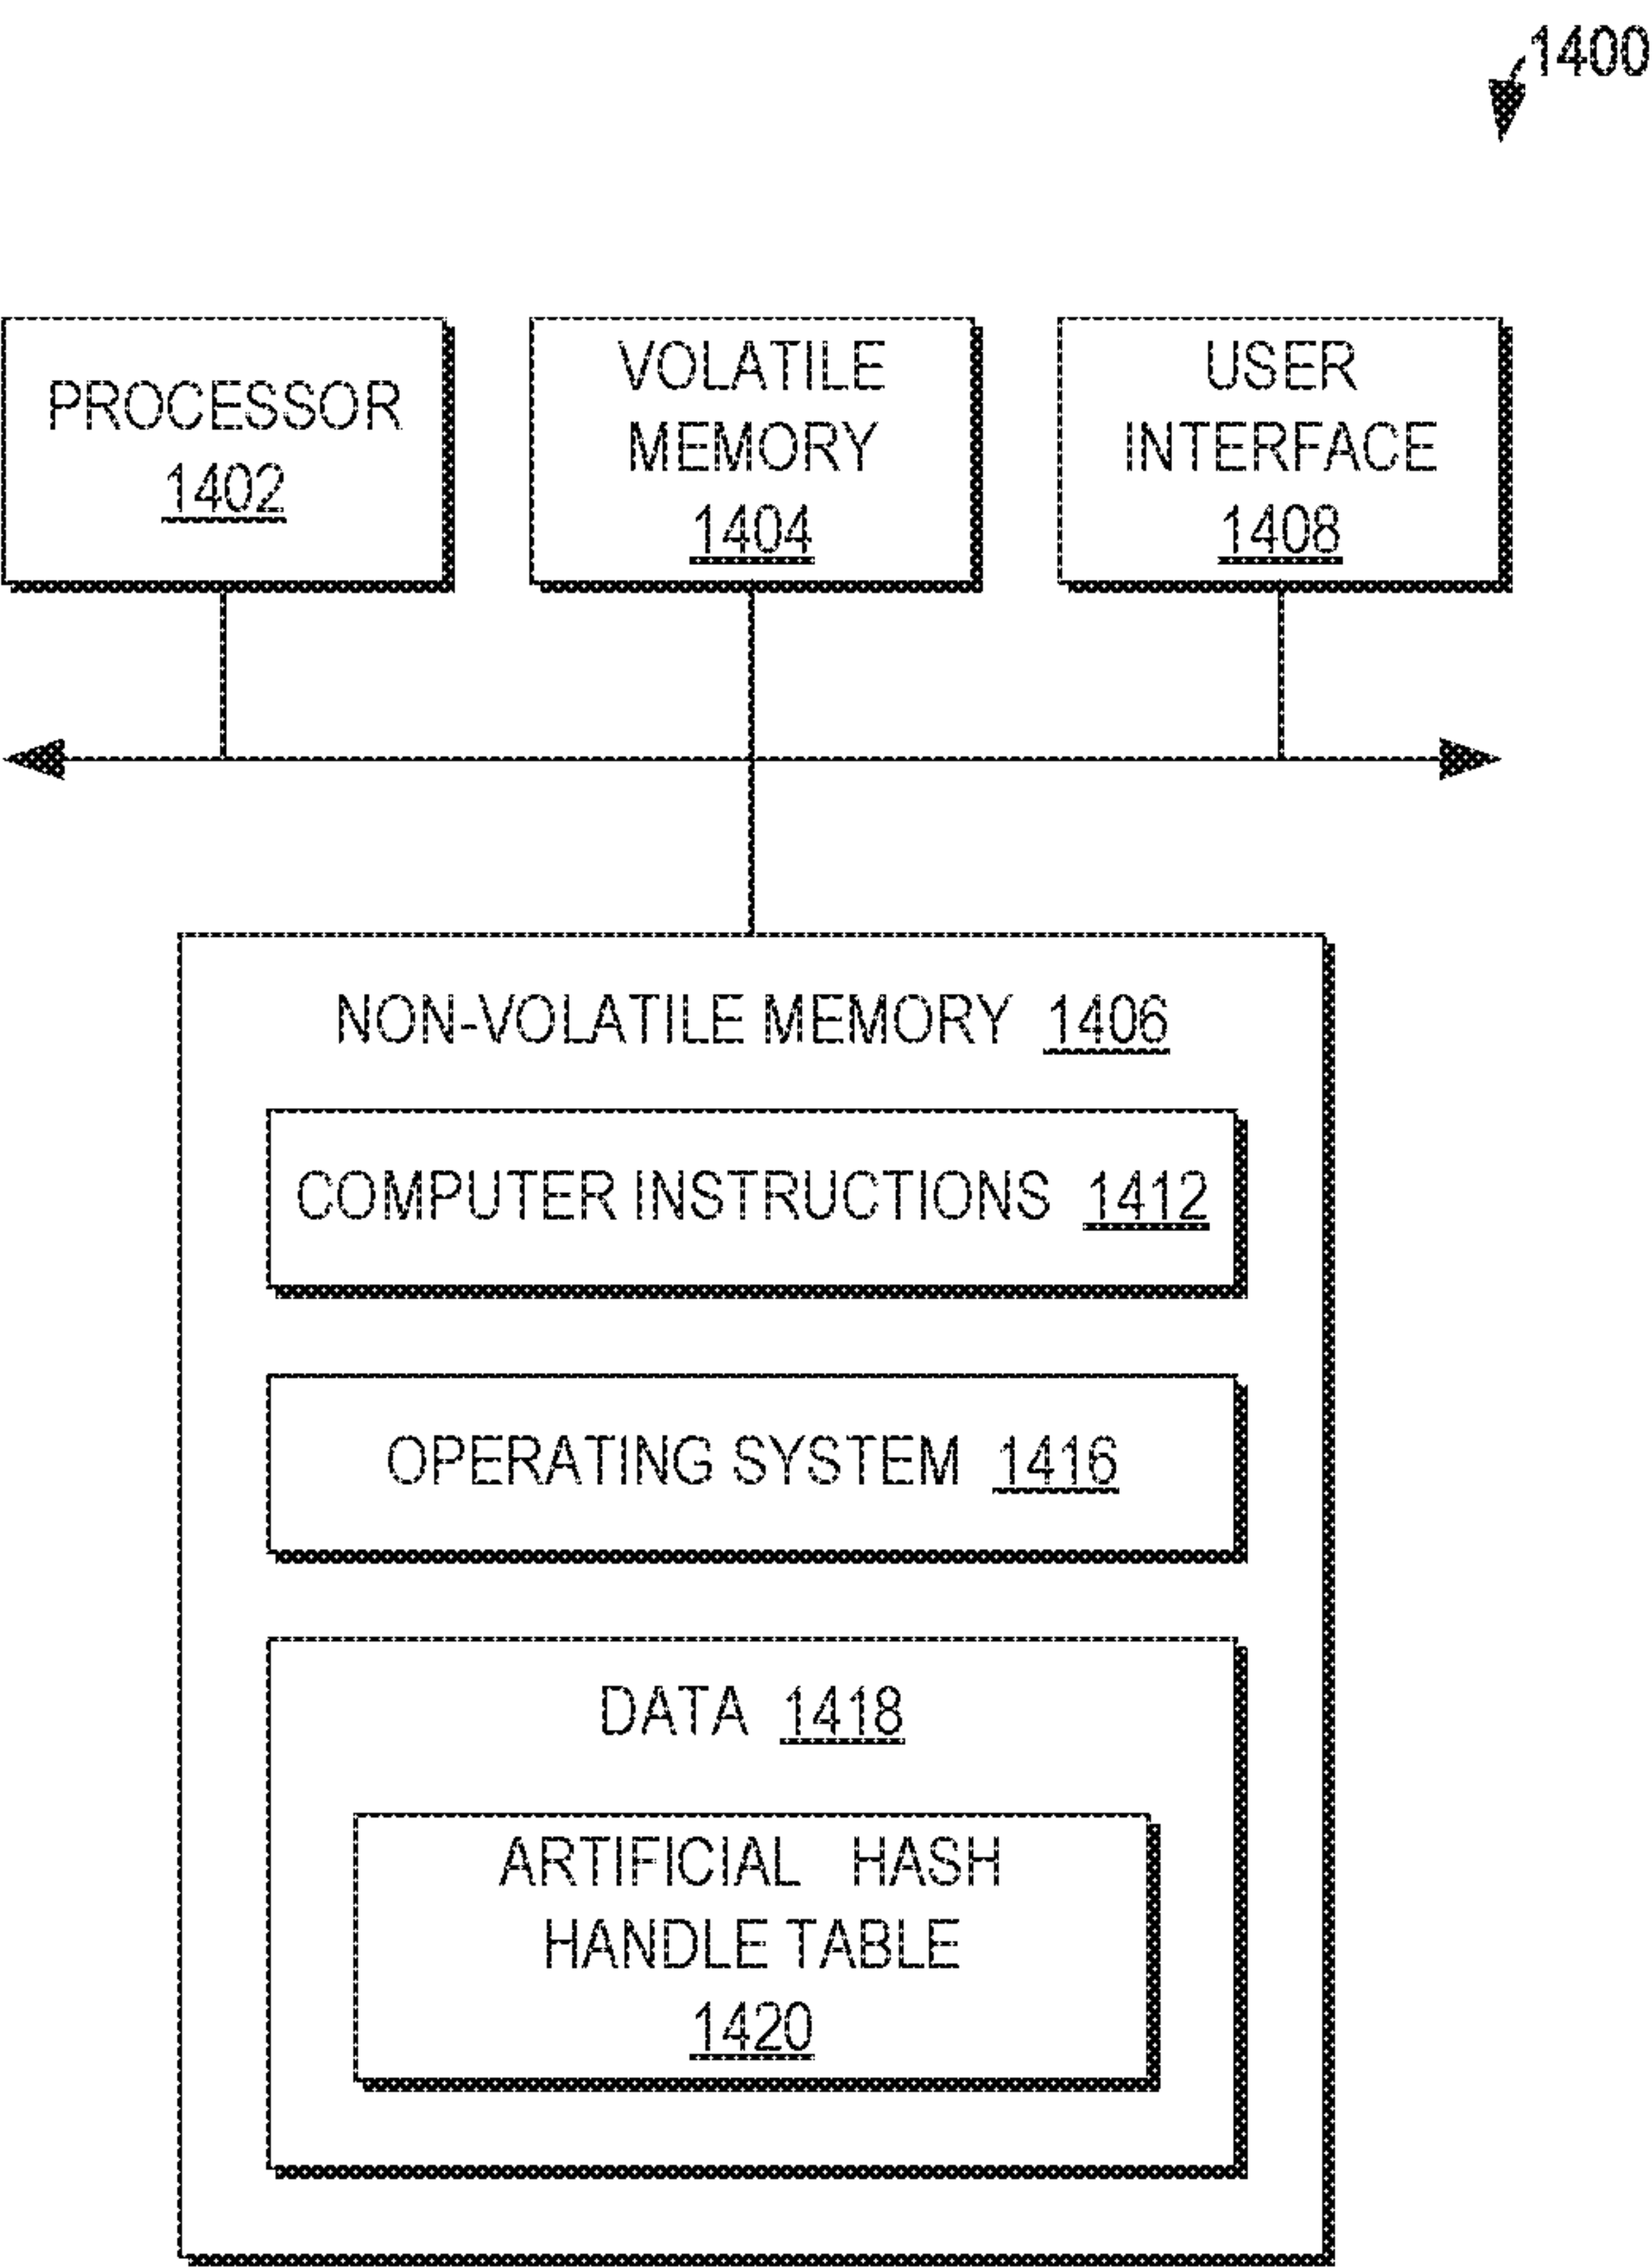 1400
PROCESSOR
1402
VOLATILE
MEMORY
1404
USER
INTERFACE
1408
NON-VOLATILE MEMORY 1406
COMPUTER INSTRUCTIONS 1412
OPERATING SYSTEM 1416
DATA 1418
ARTIFICIAL HASH
HANDLE TABLE
1420